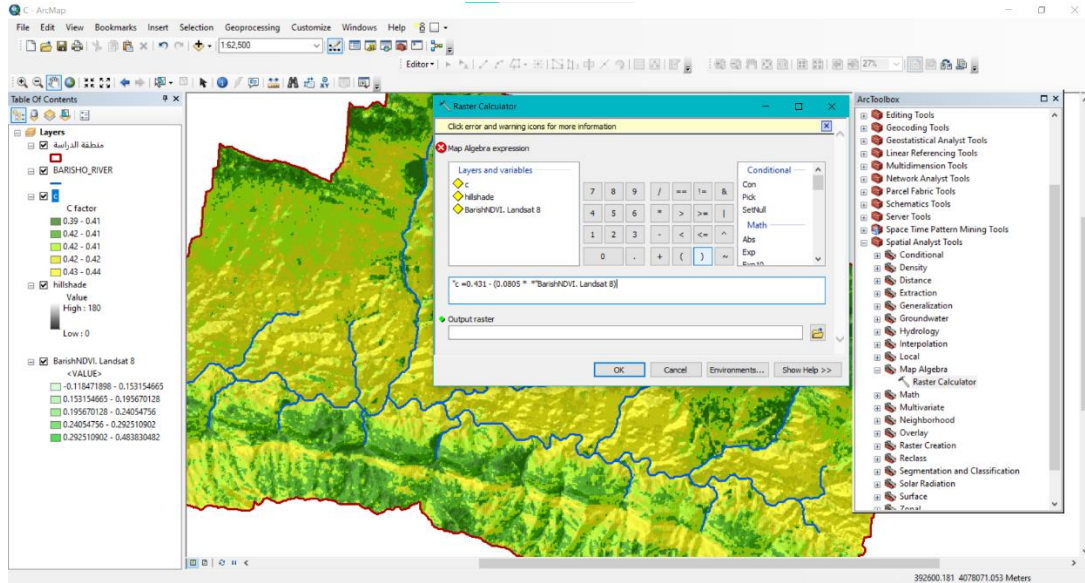 C - ArcMap
File Edit View Bookmarks Insert Selection Geoprocessing Customize Windows Help
1:62,500
Editor
27%
Table Of Contents
Layers
منطقة الدراسة
BARISHO_RIVER
c
C factor
0.39 - 0.41
0.42 - 0.41
0.42 - 0.41
0.42 - 0.42
0.43 - 0.44
hillshade
Value
High : 180
Low : 0
BarishNDVI. Landsat 8
<VALUE>
-0.118471898 - 0.153154665
0.153154665 - 0.195670128
0.195670128 - 0.24054756
0.24054756 - 0.292510902
0.292510902 - 0.483830482
Raster Calculator
Click error and warning icons for more information
Map Algebra expression
Layers and variables
c
hillshade
BarishNDVI. Landsat 8
7 8 9 / == != &
4 5 6 * > >= |
1 2 3 - < <= ^
0 . + ( ) ~
Conditional
Con
Pick
SetNull
Math
Abs
Exp
Exp10
"c =0.431 - (0.0805 * *"BarishNDVI. Landsat 8)
Output raster
OK Cancel Environments... Show Help >>
ArcToolbox
Editing Tools
Geocoding Tools
Geostatistical Analyst Tools
Linear Referencing Tools
Multidimension Tools
Network Analyst Tools
Parcel Fabric Tools
Schematics Tools
Server Tools
Space Time Pattern Mining Tools
Spatial Analyst Tools
Conditional
Density
Distance
Extraction
Generalization
Groundwater
Hydrology
Interpolation
Local
Map Algebra
Raster Calculator
Math
Multivariate
Neighborhood
Overlay
Raster Creation
Reclass
Segmentation and Classification
Solar Radiation
Surface
Zonal
392600.181 4078071.053 Meters